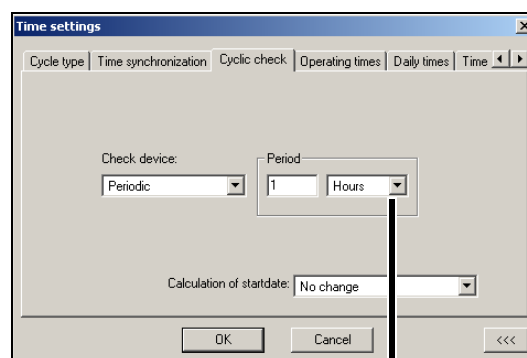 Time settings
Cycle type Time synchronization Cyclic check Operating times Daily times Time
Check device: Period
Periodic 1 Hours
Calculation of startdate: No change
OK Cancel <<<